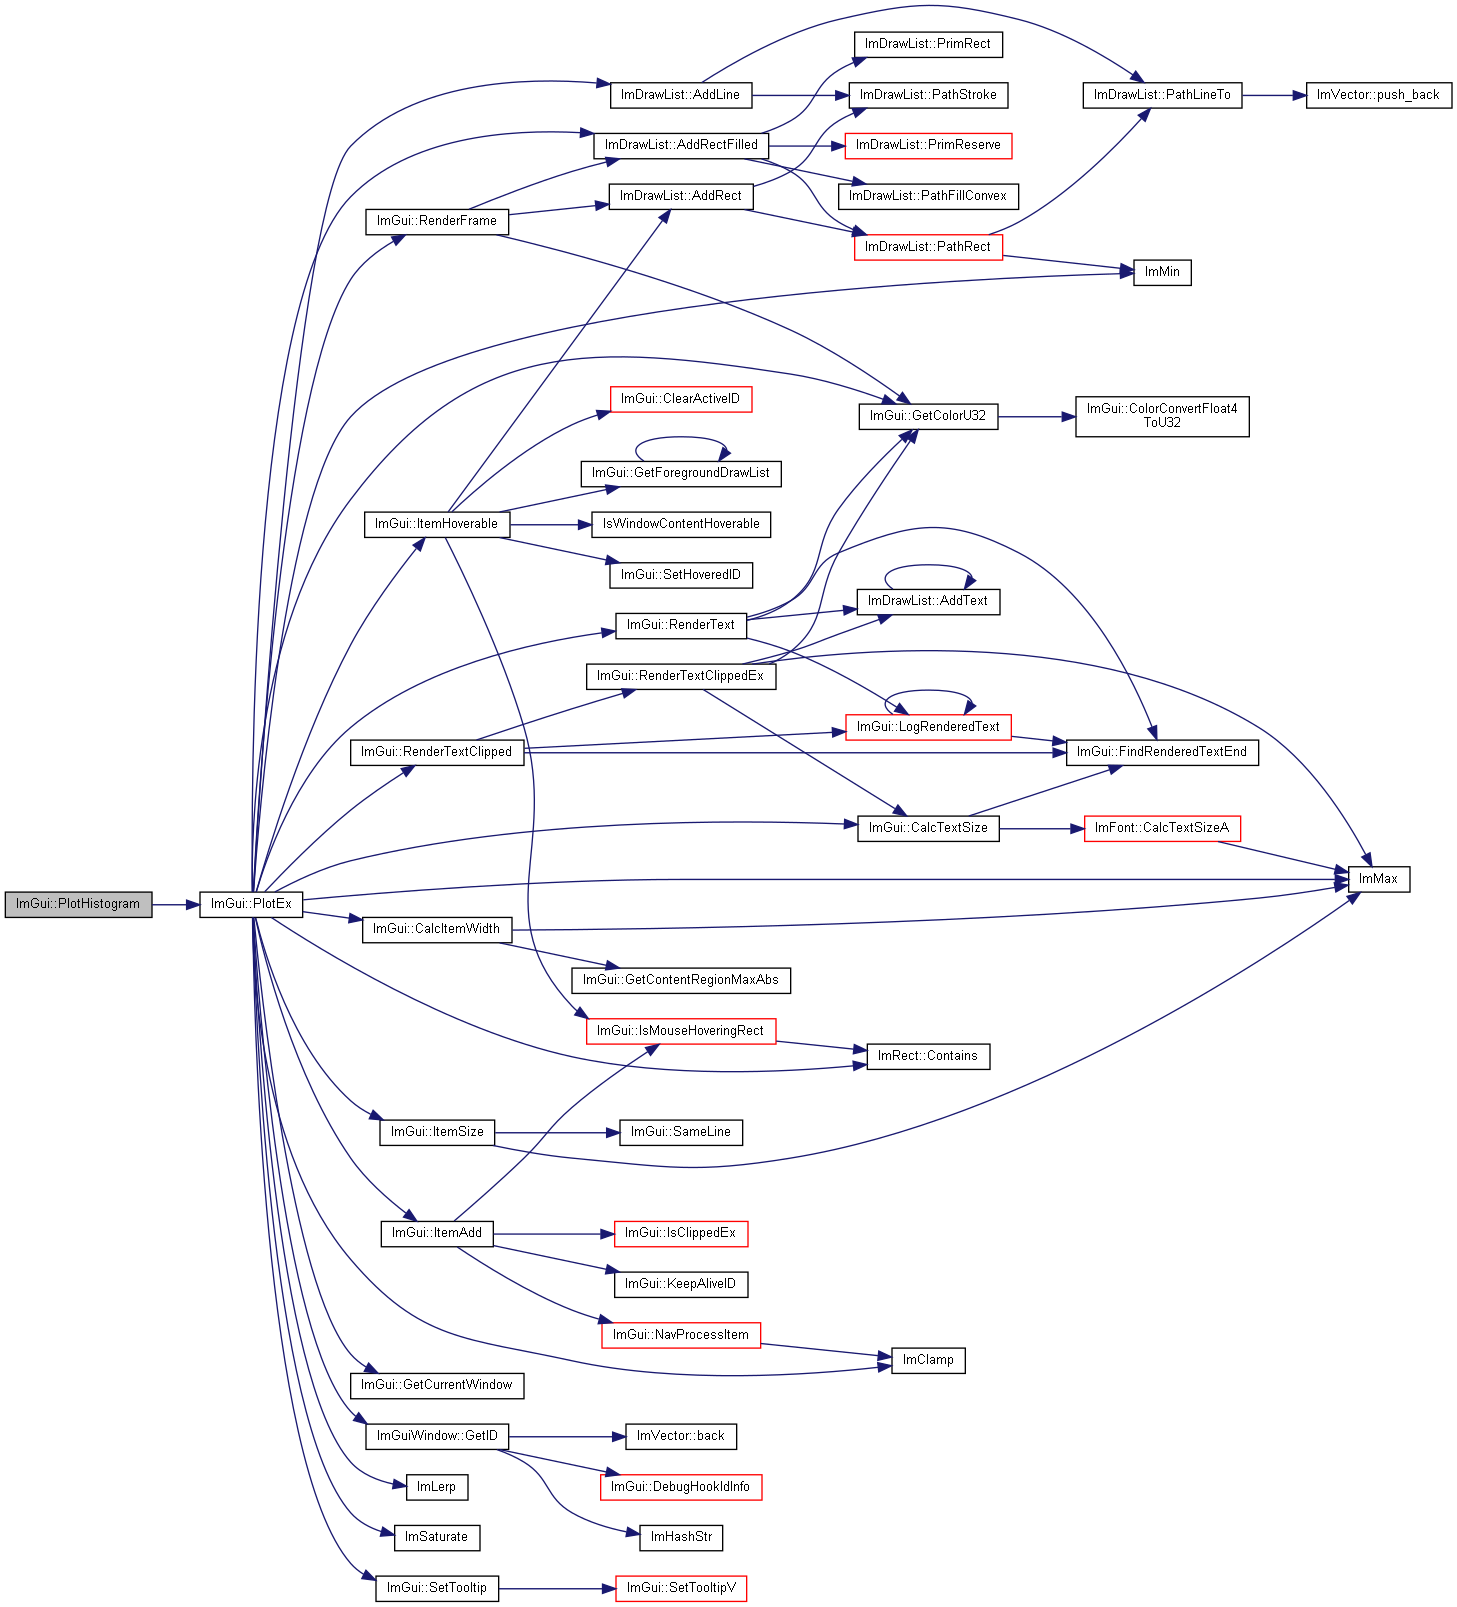 ImDrawList::PrimRect
ImDrawList::AddLine
ImDrawList::PathStroke
ImDrawList::PathLineTo
ImVector::push_back
ImDrawList::AddRectFilled
ImDrawList::PrimReserve
ImDrawList::AddRect
ImDrawList::PathFillConvex
ImGui::RenderFrame
ImDrawList::PathRect
ImMin
ImGui::ClearActiveID
ImGui::GetColorU32
ImGui::ColorConvertFloat4
ToU32
ImGui::GetForegroundDrawList
ImGui::ItemHoverable
IsWindowContentHoverable
ImGui::SetHoveredID
ImDrawList::AddText
ImGui::RenderText
ImGui::RenderTextClippedEx
ImGui::LogRenderedText
ImGui::RenderTextClipped
ImGui::FindRenderedTextEnd
ImGui::CalcTextSize
ImFont::CalcTextSizeA
ImMax
ImGui::PlotHistogram
ImGui::PlotEx
ImGui::CalcItemWidth
ImGui::GetContentRegionMaxAbs
ImGui::IsMouseHoveringRect
ImRect::Contains
ImGui::ItemSize
ImGui::SameLine
ImGui::ItemAdd
ImGui::IsClippedEx
ImGui::KeepAliveID
ImGui::NavProcessItem
ImClamp
ImGui::GetCurrentWindow
ImGuiWindow::GetID
ImVector::back
ImLerp
ImGui::DebugHookIdInfo
ImSaturate
ImHashStr
ImGui::SetTooltip
ImGui::SetTooltipV